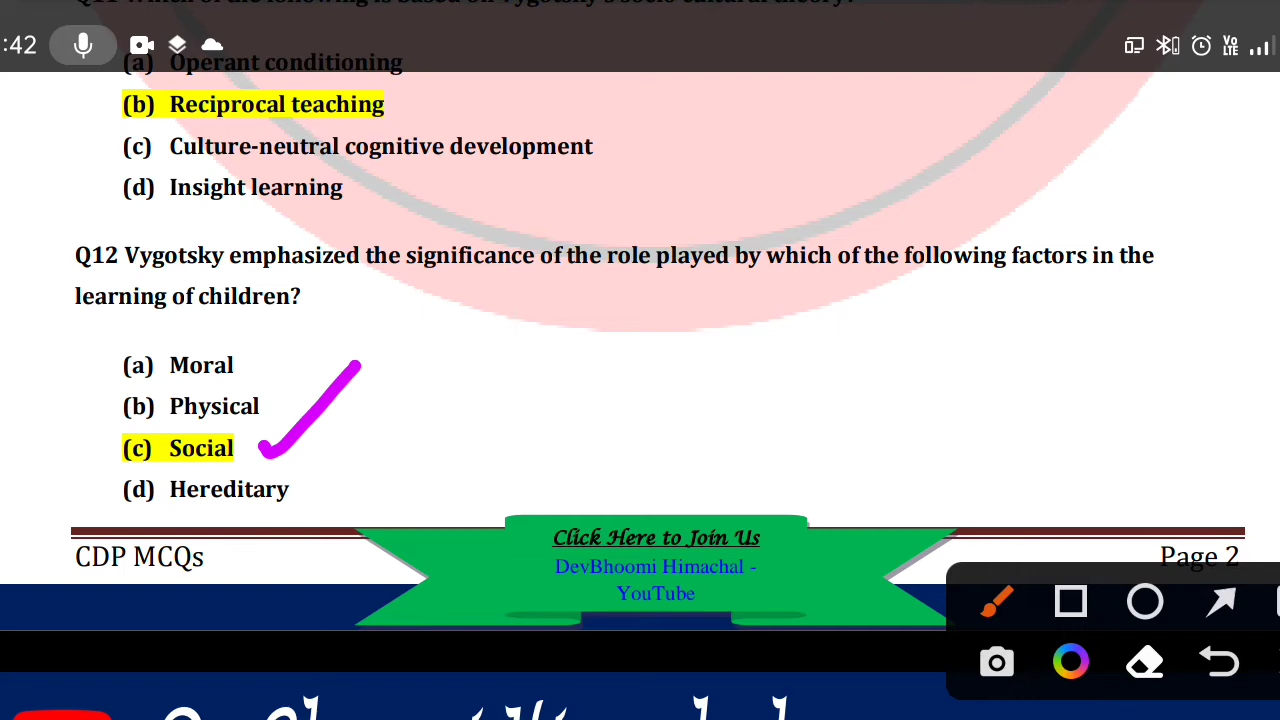 :42
Vo
LTE
(a) Operant conditioning
(b) Reciprocal teaching
(c) Culture-neutral cognitive development
(d) Insight learning
Q12 Vygotsky emphasized the significance of the role played by which of the following factors in the
learning of children?
(a) Moral
(b) Physical
(c) Social
(d) Hereditary
Click Here to Join Us
DevBhoomi Himachal -
YouTube
CDP MCQs
Page 2